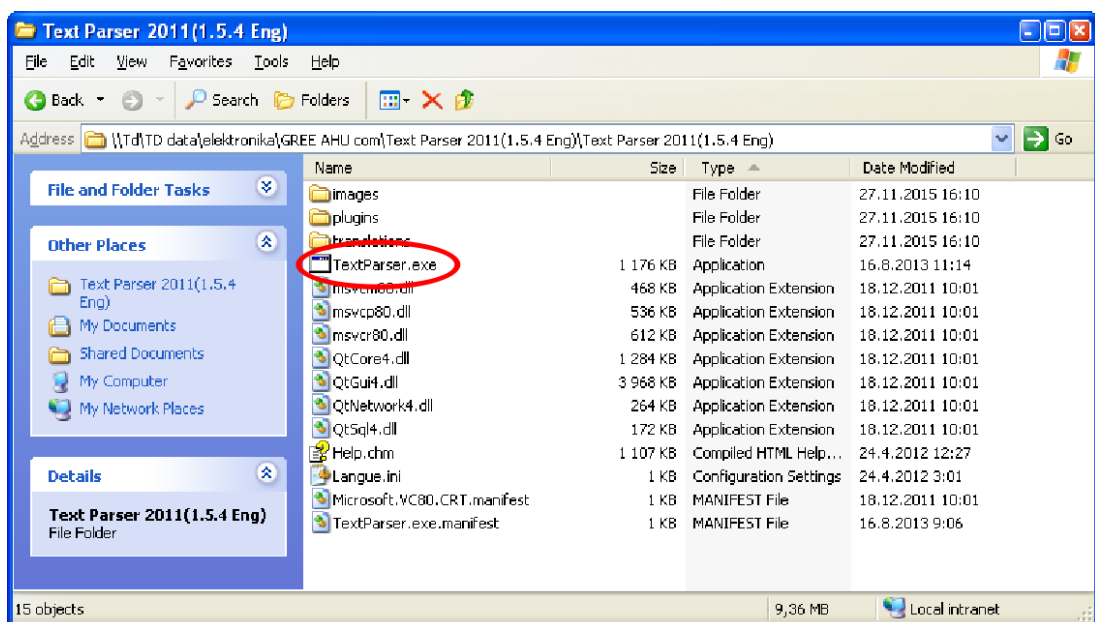 Text Parser 2011(1.5.4 Eng)
File Edit View Favorites Tools Help
Back Search Folders
Address \\Td\TD data\elektronika\GREE AHU com\Text Parser 2011(1.5.4 Eng)\Text Parser 2011(1.5.4 Eng) Go
File and Folder Tasks
Other Places
Text Parser 2011(1.5.4
Eng)
My Documents
Shared Documents
My Computer
My Network Places
Details
Text Parser 2011(1.5.4 Eng)
File Folder
Name Size Type Date Modified
images File Folder 27.11.2015 16:10
plugins File Folder 27.11.2015 16:10
translations File Folder 27.11.2015 16:10
TextParser.exe 1 176 KB Application 16.8.2013 11:14
msvcm80.dll 468 KB Application Extension 18.12.2011 10:01
msvcp80.dll 536 KB Application Extension 18.12.2011 10:01
msvcr80.dll 612 KB Application Extension 18.12.2011 10:01
QtCore4.dll 1 284 KB Application Extension 18.12.2011 10:01
QtGui4.dll 3 968 KB Application Extension 18.12.2011 10:01
QtNetwork4.dll 264 KB Application Extension 18.12.2011 10:01
QtSql4.dll 172 KB Application Extension 18.12.2011 10:01
Help.chm 1 107 KB Compiled HTML Help... 24.4.2012 12:27
Langue.ini 1 KB Configuration Settings 24.4.2012 3:01
Microsoft.VC80.CRT.manifest 1 KB MANIFEST File 18.12.2011 10:01
TextParser.exe.manifest 1 KB MANIFEST File 16.8.2013 9:06
15 objects 9,36 MB Local intranet